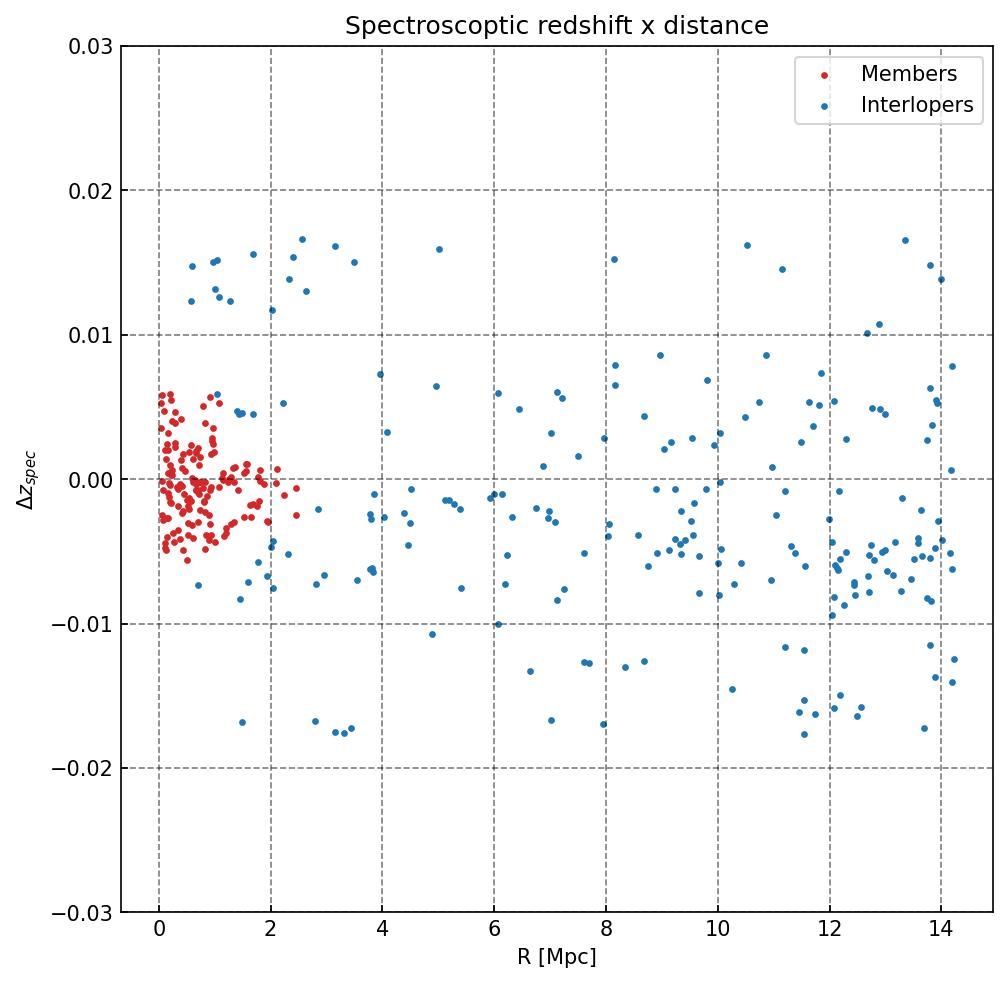 Spectroscoptic redshift x distance
Members
Interlopers
0.03
0.02
0.01
0.00
−0.01
−0.02
−0.03
Δz_spec
0 2 4 6 8 10 12 14
R [Mpc]